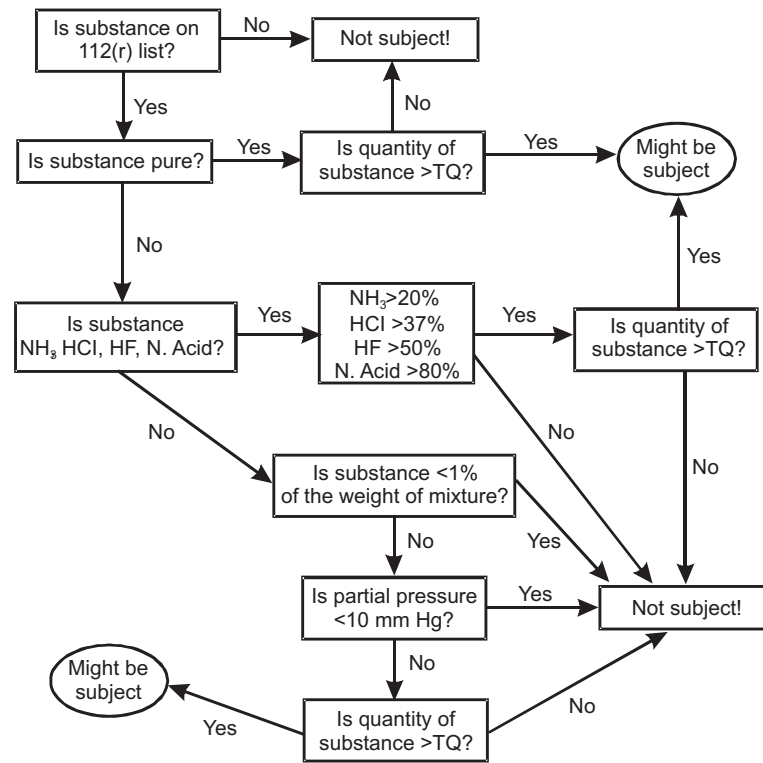 Is substance on
112(r) list?
No
Not subject!
Yes
No
Is substance pure?
Yes
Is quantity of
substance >TQ?
Yes
Might be
subject
No
Yes
Is substance
NH₃ HCl, HF, N. Acid?
Yes
NH₃>20%
HCl >37%
HF >50%
N. Acid >80%
Yes
Is quantity of
substance >TQ?
No
No
No
Is substance <1%
of the weight of mixture?
No
Yes
Is partial pressure
<10 mm Hg?
Yes
Not subject!
No
Might be
subject
Yes
Is quantity of
substance >TQ?
No